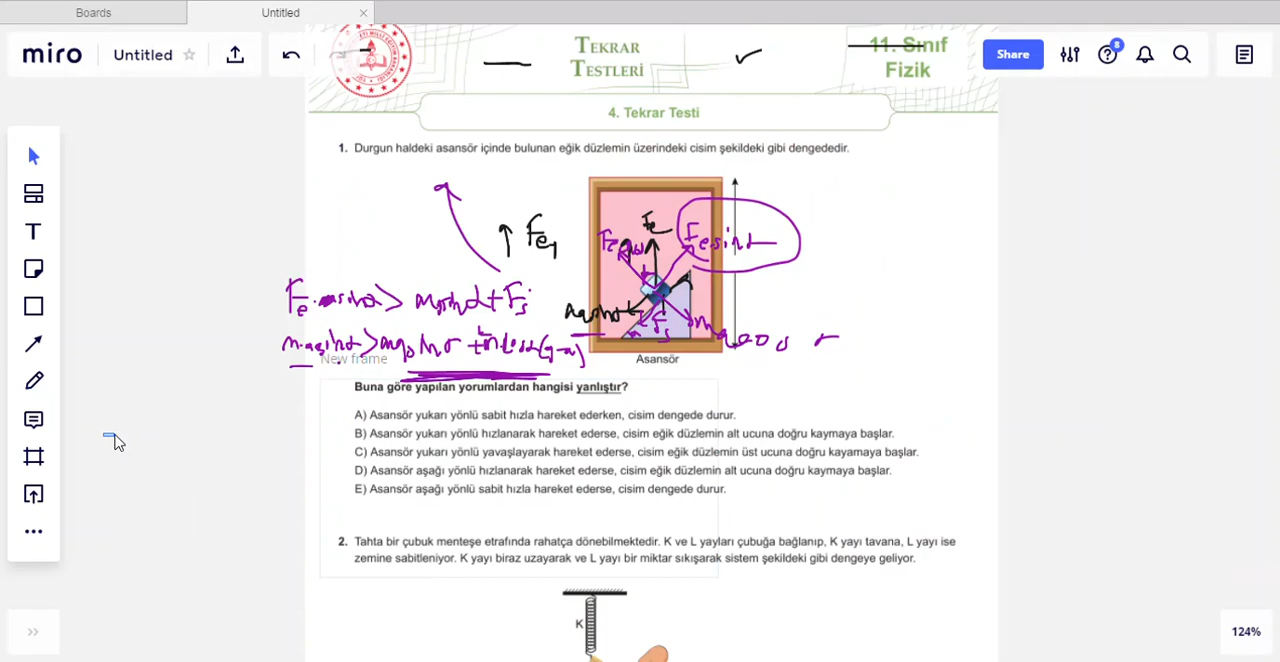 Boards
Untitled
miro
Untitled
Share
8
TEKRAR
TESTLERİ
11. Sınıf
Fizik
4. Tekrar Testi
1. Durgun haldeki asansör içinde bulunan eğik düzlemin üzerindeki cisim şekildeki gibi dengededir.
Fe
Fe1
Asansör
New frame
Buna göre yapılan yorumlardan hangisi yanlıştır?
A) Asansör yukarı yönlü sabit hızla hareket ederken, cisim dengede durur.
B) Asansör yukarı yönlü hızlanarak hareket ederse, cisim eğik düzlemin alt ucuna doğru kaymaya başlar.
C) Asansör yukarı yönlü yavaşlayarak hareket ederse, cisim eğik düzlemin üst ucuna doğru kayamaya başlar.
D) Asansör aşağı yönlü hızlanarak hareket ederse, cisim eğik düzlemin alt ucuna doğru kaymaya başlar.
E) Asansör aşağı yönlü sabit hızla hareket ederse, cisim dengede durur.
2. Tahta bir çubuk menteşe etrafında rahatça dönebilmektedir. K ve L yayları çubuğa bağlanıp, K yayı tavana, L yayı ise
zemine sabitleniyor. K yayı biraz uzayarak ve L yayı bir miktar sıkışarak sistem şekildeki gibi dengeye geliyor.
K
124%